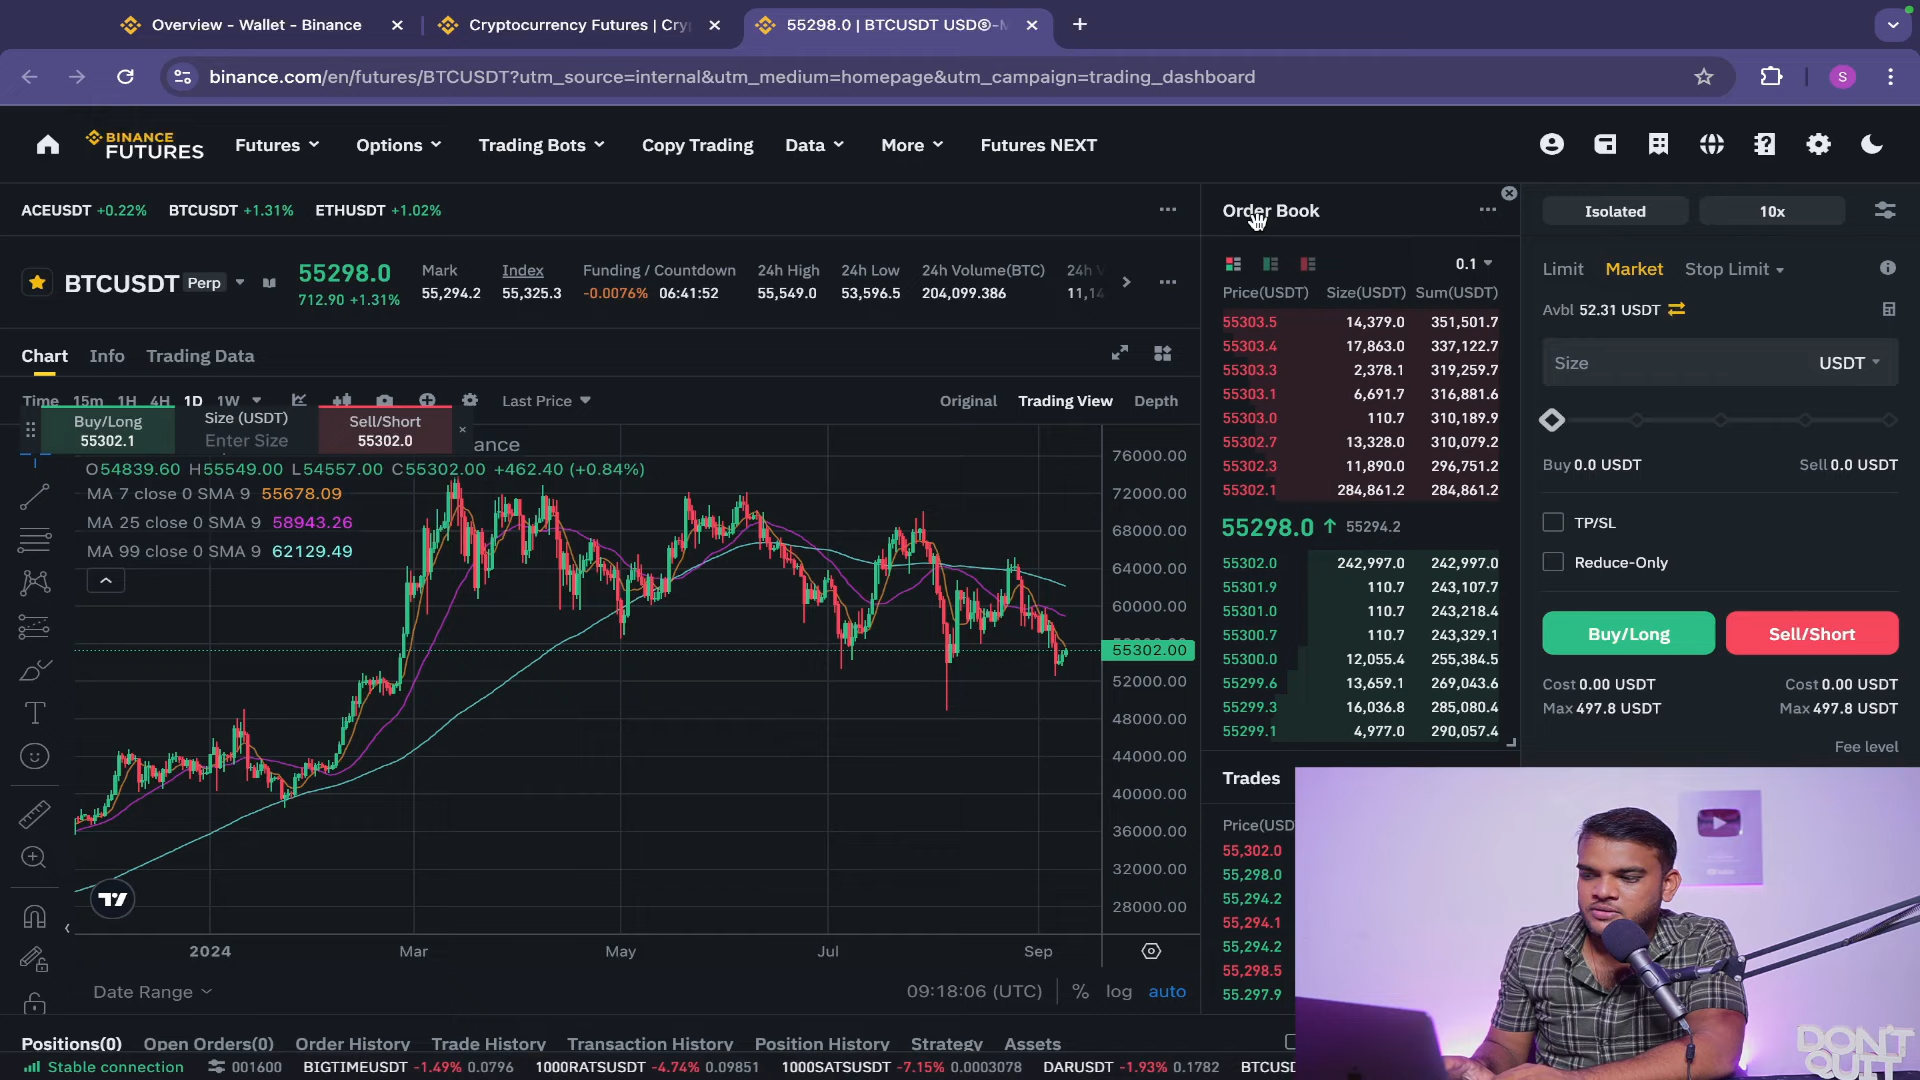 Overview - Wallet - Binance
Cryptocurrency Futures | Cry
55298.0 | BTCUSDT USDⓈ-M
binance.com/en/futures/BTCUSDT?utm_source=internal&utm_medium=homepage&utm_campaign=trading_dashboard
S
BINANCE
FUTURES
Futures
Options
Trading Bots
Copy Trading
Data
More
Futures NEXT
ACEUSDT +0.22% BTCUSDT +1.31% ETHUSDT +1.02%
BTCUSDT Perp
55298.0
712.90 +1.31%
Mark
55,294.2
Index
55,325.3
Funding / Countdown
-0.0076% 06:41:52
24h High
55,549.0
24h Low
53,596.5
24h Volume(BTC)
204,099.386
24h V
11,14
Chart Info Trading Data
Time 15m 1H 4H 1D 1W
Last Price
Original Trading View Depth
Buy/Long
55302.1
Size (USDT)
Enter Size
Sell/Short
55302.0
ance
O54839.60 H55549.00 L54557.00 C55302.00 +462.40 (+0.84%)
MA 7 close 0 SMA 9 55678.09
MA 25 close 0 SMA 9 58943.26
MA 99 close 0 SMA 9 62129.49
76000.00
72000.00
68000.00
64000.00
60000.00
55302.00
52000.00
48000.00
44000.00
40000.00
36000.00
32000.00
28000.00
2024 Mar May Jul Sep
Date Range
09:18:06 (UTC) % log auto
Order Book
0.1
Price(USDT) Size(USDT) Sum(USDT)
55303.5 14,379.0 351,501.7
55303.4 17,863.0 337,122.7
55303.3 2,378.1 319,259.7
55303.1 6,691.7 316,881.6
55303.0 110.7 310,189.9
55302.7 13,328.0 310,079.2
55302.3 11,890.0 296,751.2
55302.1 284,861.2 284,861.2
55298.0 ↑ 55294.2
55302.0 242,997.0 242,997.0
55301.9 110.7 243,107.7
55301.0 110.7 243,218.4
55300.7 110.7 243,329.1
55300.0 12,055.4 255,384.5
55299.6 13,659.1 269,043.6
55299.3 16,036.8 285,080.4
55299.1 4,977.0 290,057.4
Trades
Price(USD
55,302.0
55,298.0
55,294.2
55,294.1
55,294.2
55,298.5
55,297.9
Isolated 10x
Limit Market Stop Limit
Avbl 52.31 USDT
Size USDT
Buy 0.0 USDT Sell 0.0 USDT
TP/SL
Reduce-Only
Buy/Long Sell/Short
Cost 0.00 USDT Cost 0.00 USDT
Max 497.8 USDT Max 497.8 USDT
Fee level
DON'T
QUIT
Positions(0) Open Orders(0) Order History Trade History Transaction History Position History Strategy Assets
Stable connection 001600 BIGTIMEUSDT -1.49% 0.0796 1000RATSUSDT -4.74% 0.09851 1000SATSUSDT -7.15% 0.0003078 DARUSDT -1.93% 0.1782 BTCUSD